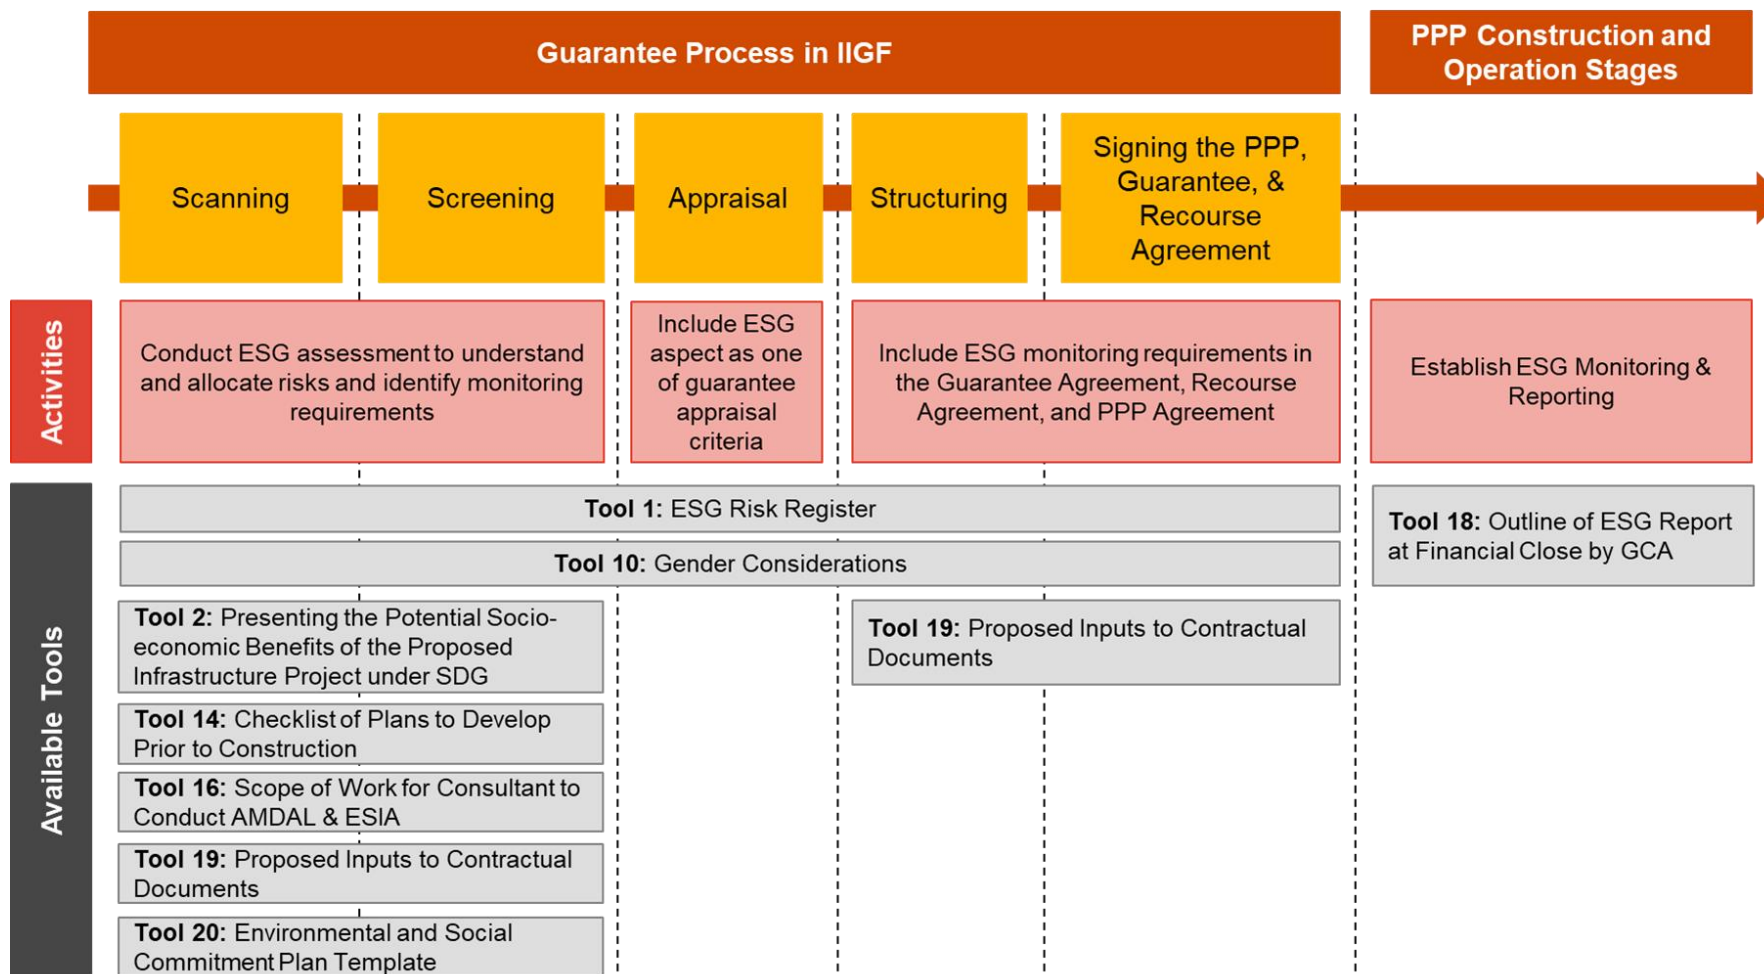 Guarantee Process in IIGF
PPP Construction and
Operation Stages
Scanning
Screening
Appraisal
Structuring
Signing the PPP,
Guarantee, &
Recourse
Agreement
Activities
Conduct ESG assessment to understand
and allocate risks and identify monitoring
requirements
Include ESG
aspect as one
of guarantee
appraisal
criteria
Include ESG monitoring requirements in
the Guarantee Agreement, Recourse
Agreement, and PPP Agreement
Establish ESG Monitoring &
Reporting
Available Tools
Tool 1: ESG Risk Register
Tool 10: Gender Considerations
Tool 18: Outline of ESG Report
at Financial Close by GCA
Tool 2: Presenting the Potential Socio-
economic Benefits of the Proposed
Infrastructure Project under SDG
Tool 19: Proposed Inputs to Contractual
Documents
Tool 14: Checklist of Plans to Develop
Prior to Construction
Tool 16: Scope of Work for Consultant to
Conduct AMDAL & ESIA
Tool 19: Proposed Inputs to Contractual
Documents
Tool 20: Environmental and Social
Commitment Plan Template